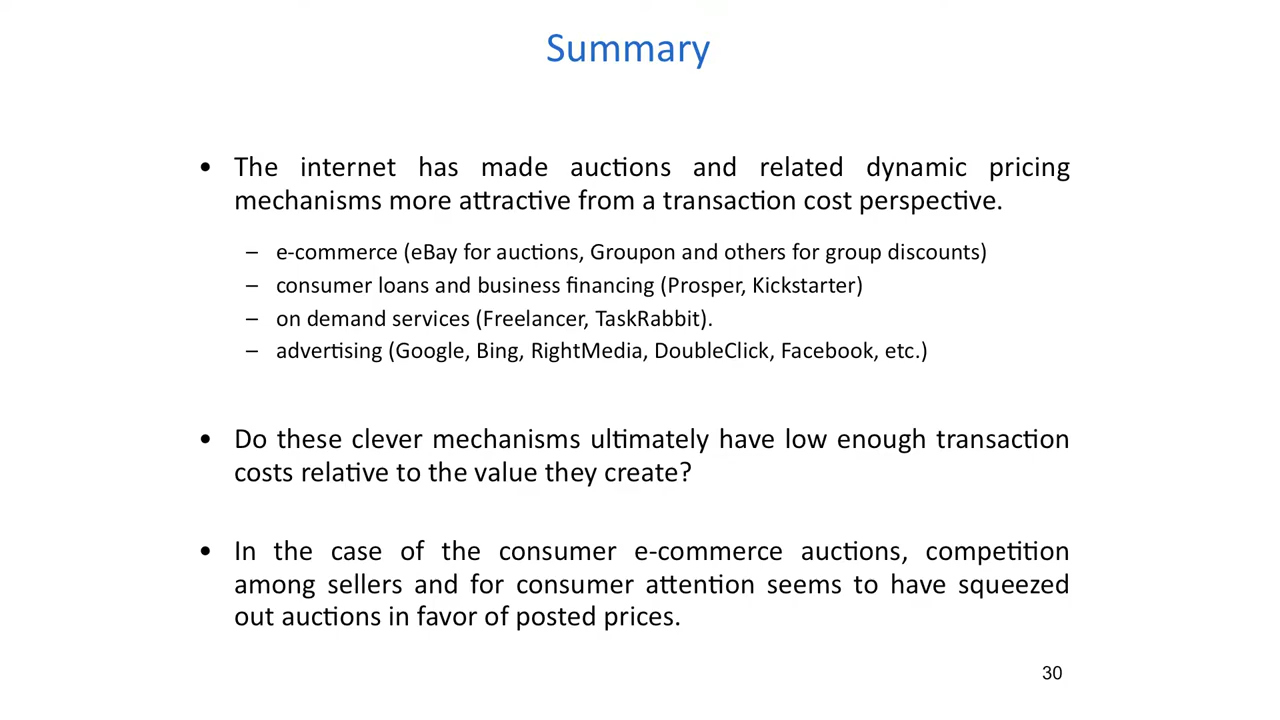 Summary
• The internet has made auctions and related dynamic pricing
mechanisms more attractive from a transaction cost perspective.
– e-commerce (eBay for auctions, Groupon and others for group discounts)
– consumer loans and business financing (Prosper, Kickstarter)
– on demand services (Freelancer, TaskRabbit).
– advertising (Google, Bing, RightMedia, DoubleClick, Facebook, etc.)
• Do these clever mechanisms ultimately have low enough transaction
costs relative to the value they create?
• In the case of the consumer e-commerce auctions, competition
among sellers and for consumer attention seems to have squeezed
out auctions in favor of posted prices.
30